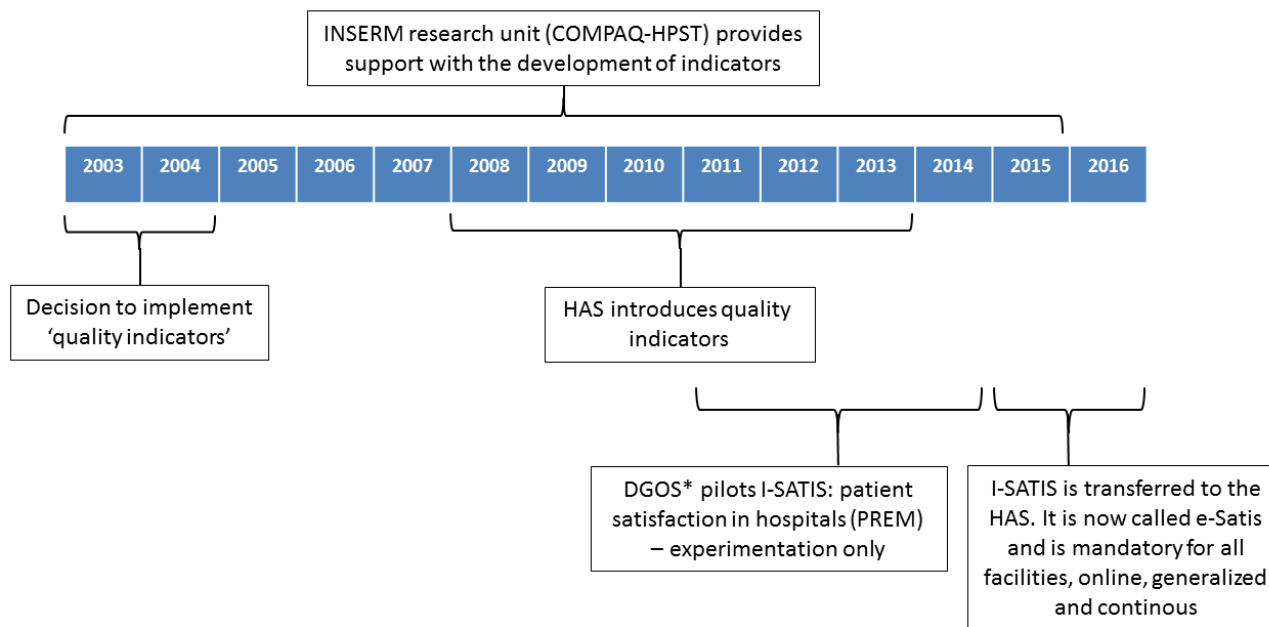 INSERM research unit (COMPAQ-HPST) provides
support with the development of indicators
2003 2004 2005 2006 2007 2008 2009 2010 2011 2012 2013 2014 2015 2016
Decision to implement
‘quality indicators’
HAS introduces quality
indicators
DGOS* pilots I-SATIS: patient
satisfaction in hospitals (PREM)
– experimentation only
I-SATIS is transferred to the
HAS. It is now called e-Satis
and is mandatory for all
facilities, online, generalized
and continous